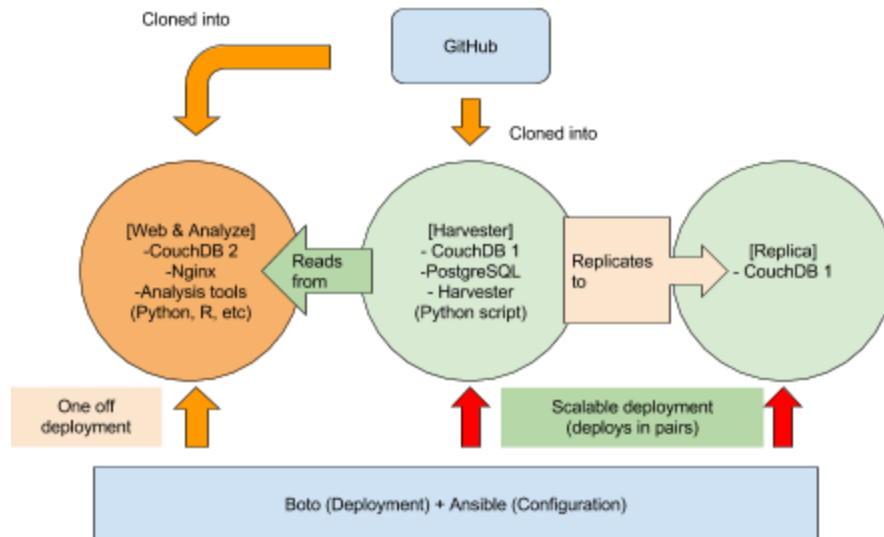 Cloned into
GitHub
Cloned into
[Web & Analyze]
-CouchDB 2
-Nginx
-Analysis tools
(Python, R, etc)
Reads
from
[Harvester]
- CouchDB 1
-PostgreSQL
- Harvester
(Python script)
Replicates
to
[Replica]
- CouchDB 1
One off
deployment
Scalable deployment
(deploys in pairs)
Boto (Deployment) + Ansible (Configuration)